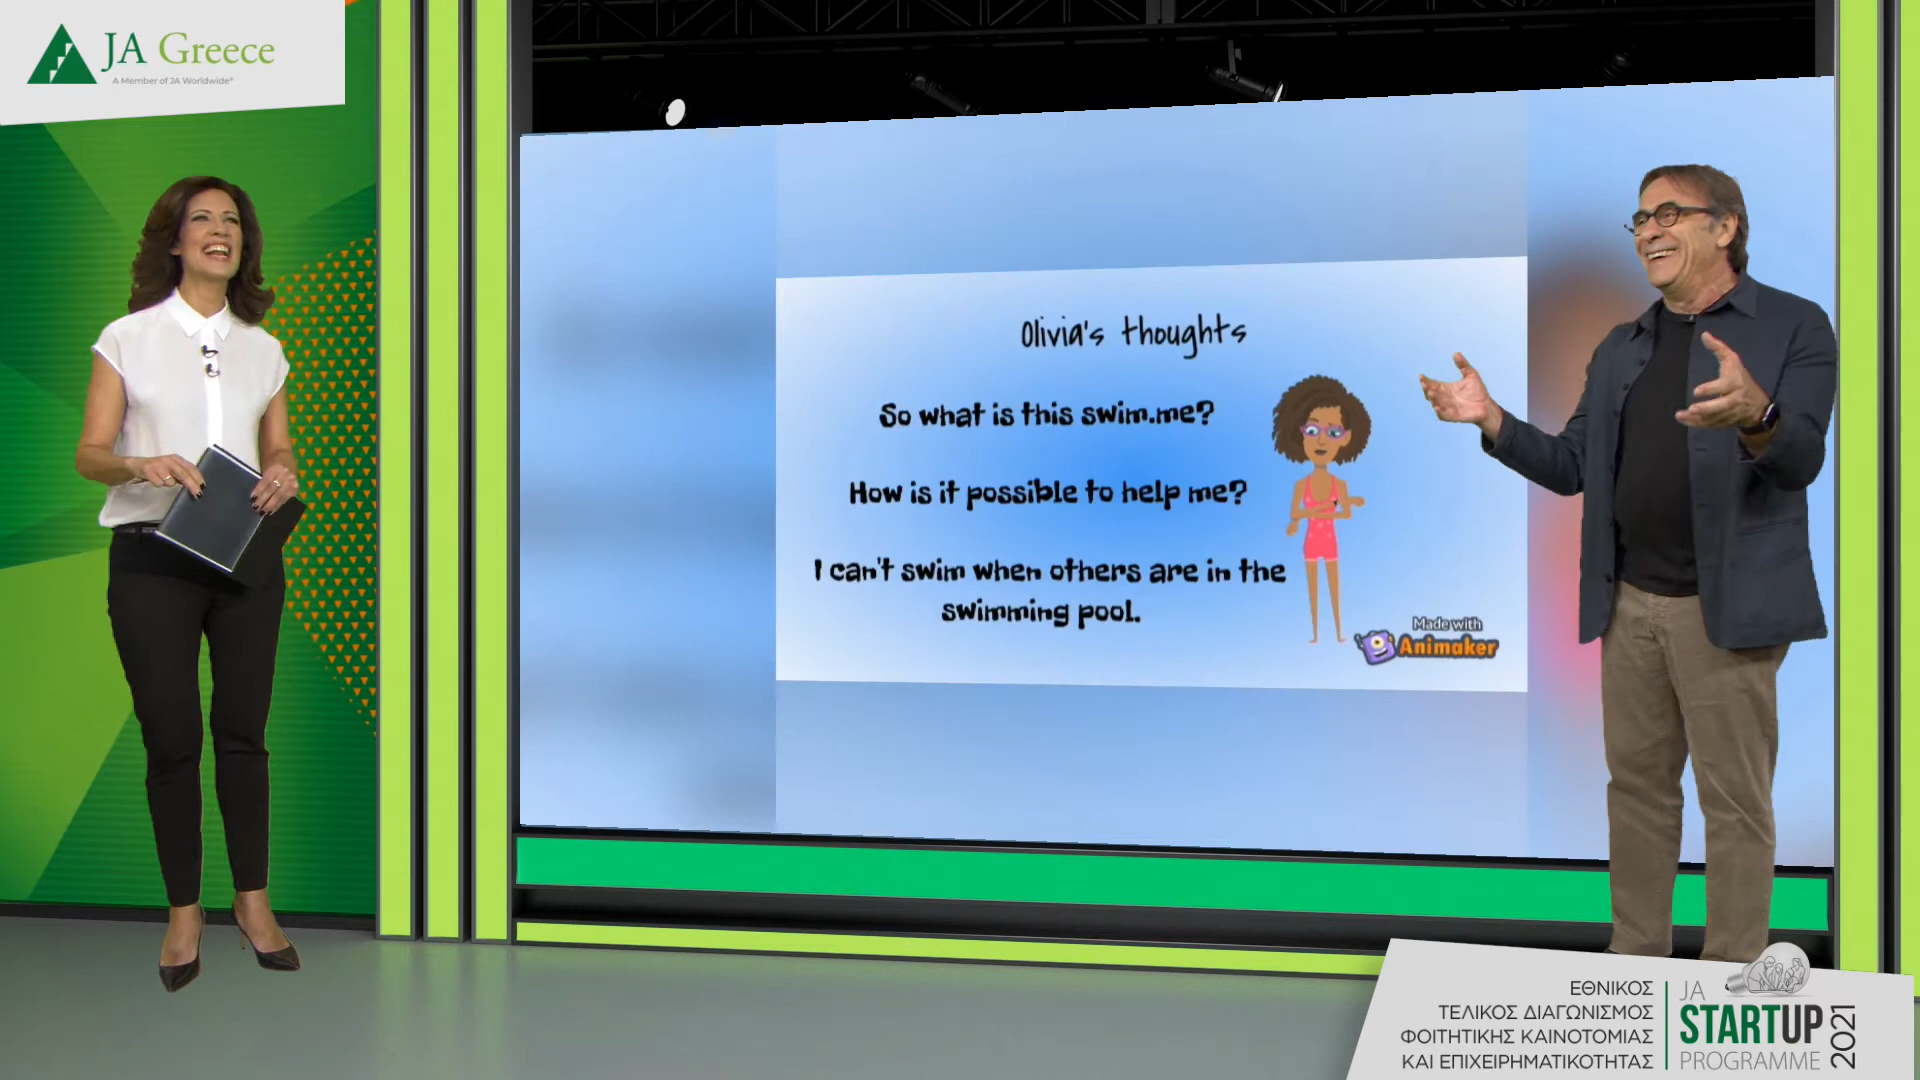 JA Greece
A Member of JA Worldwide®
Olivia's thoughts
So what is this swim.me?
How is it possible to help me?
I can't swim when others are in the
swimming pool.
Made with
Animaker
ΕΘΝΙΚΟΣ
ΤΕΛΙΚΟΣ ΔΙΑΓΩΝΙΣΜΟΣ
ΦΟΙΤΗΤΙΚΗΣ ΚΑΙΝΟΤΟΜΙΑΣ
ΚΑΙ ΕΠΙΧΕΙΡΗΜΑΤΙΚΟΤΗΤΑΣ
JA
STARTUP
PROGRAMME
2021